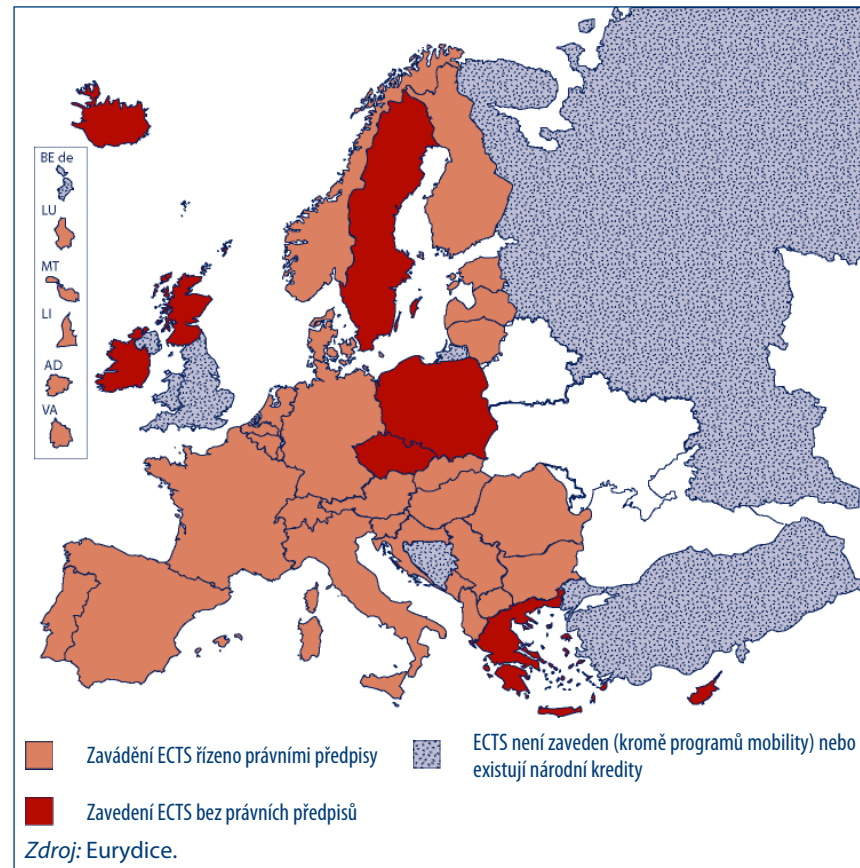 BE de
LU
MT
LI
AD
VA
Zavádění ECTS řízeno právními předpisy
ECTS není zaveden (kromě programů mobility) nebo
existují národní kredity
Zavedení ECTS bez právních předpisů
Zdroj: Eurydice.